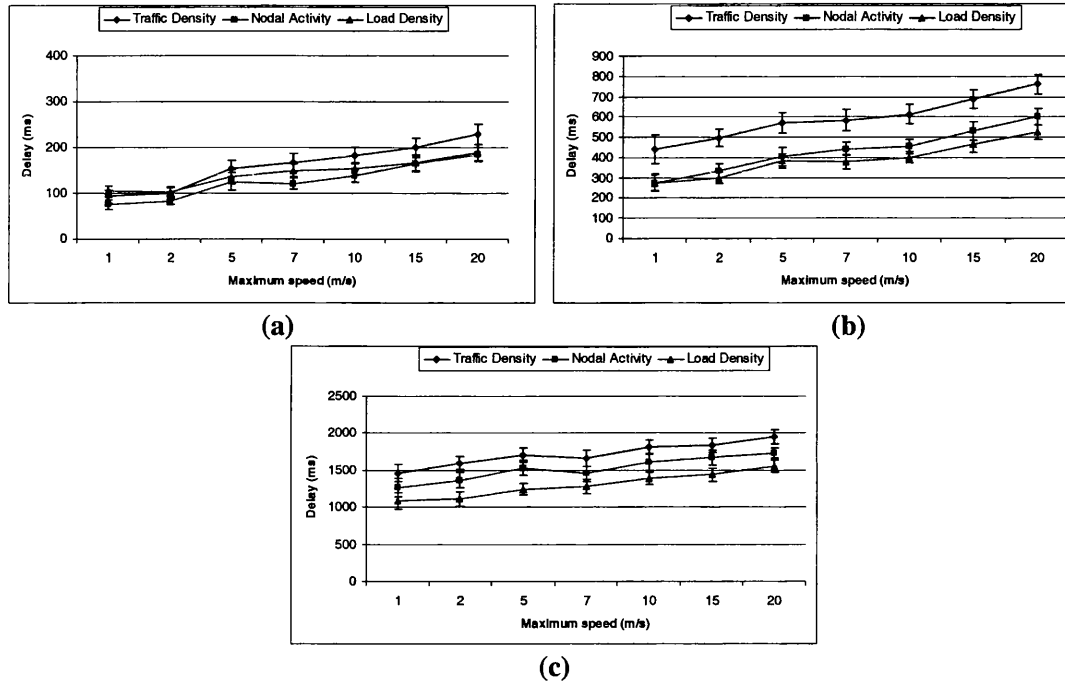 Traffic Density Nodal Activity Load Density
400
300
200
100
0
Delay (ms)
1 2 5 7 10 15 20
Maximum speed (m/s)
(a)
Traffic Density Nodal Activity Load Density
900
800
700
600
500
400
300
200
100
0
Delay (ms)
1 2 5 7 10 15 20
Maximum speed (m/s)
(b)
Traffic Density Nodal Activity Load Density
2500
2000
1500
1000
500
0
Delay (ms)
1 2 5 7 10 15 20
Maximum speed (m/s)
(c)